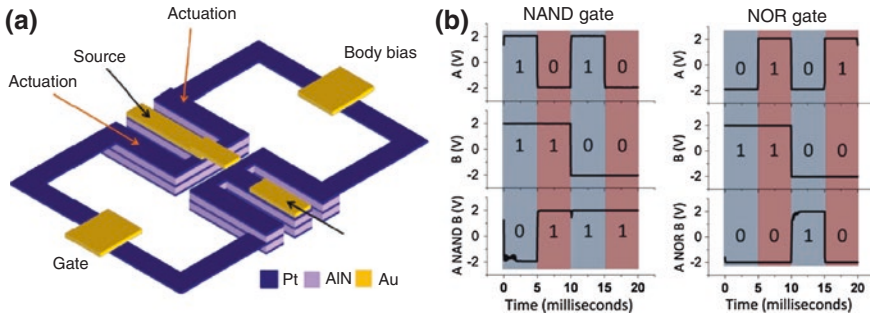 (a)
Actuation
Source
Actuation
Body bias
Gate
Pt AlN Au
(b)
NAND gate
A (V)
2
0
-2
1 0 1 0
B (V)
2
0
-2
1 1 0 0
A NAND B (V)
2
0
-2
0 1 1 1
0 5 10 15 20
Time (milliseconds)
NOR gate
A (V)
2
0
-2
0 1 0 1
B (V)
2
0
-2
1 1 0 0
A NOR B (V)
2
0
-2
0 0 1 0
0 5 10 15 20
Time (milliseconds)